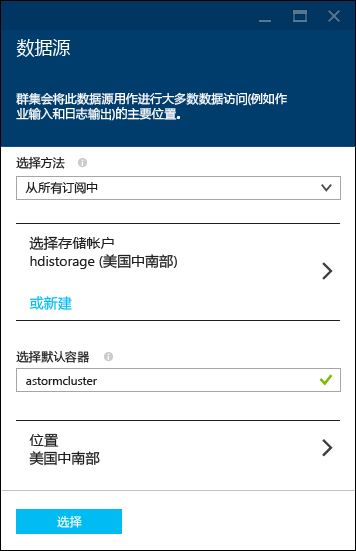 数据源
群集会将此数据源用作进行大多数数据访问(例如作
业输入和日志输出)的主要位置。
选择方法
从所有订阅中
选择存储帐户
hdistorage (美国中南部)
或新建
选择默认容器
astormcluster
位置
美国中南部
选择